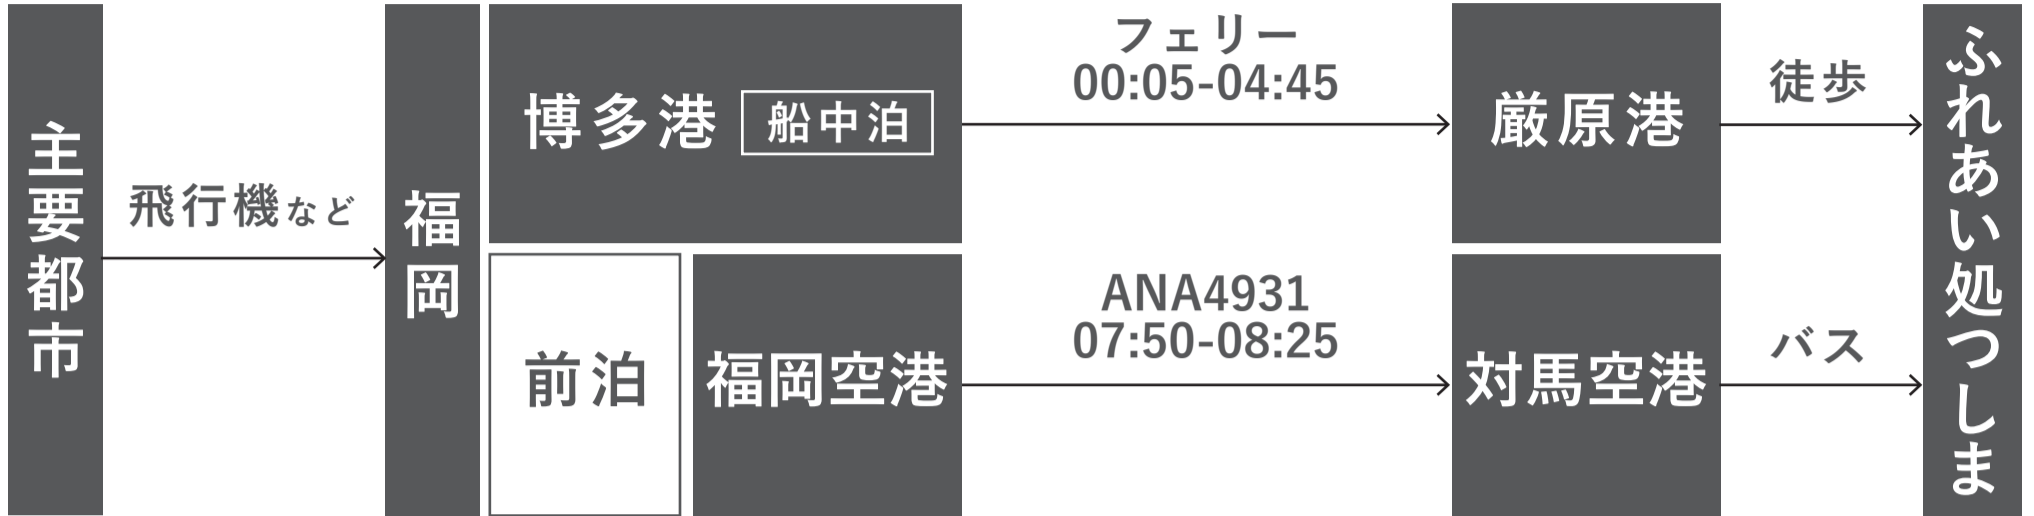 主要都市
飛行機など
福岡
博多港
船中泊
フェリー
00:05-04:45
厳原港
徒歩
前泊
福岡空港
ANA4931
07:50-08:25
対馬空港
バス
ふれあい処つしま